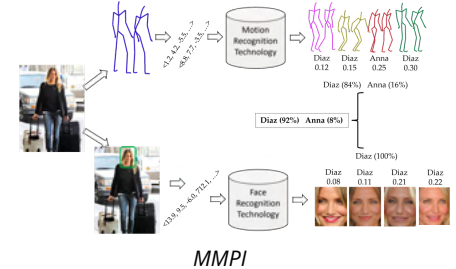 <1.2, 4.2, -5.5, ...>
<8.8, 7.7, -3.5, ...>
Motion
Recognition
Technology
Diaz Diaz Anna Diaz
0.12 0.15 0.25 0.30
Diaz (84%) Anna (16%)
Diaz (92%) Anna (8%)
Diaz (100%)
<13.9, 9.5, -6.0, 712.1, ...>
Face
Recognition
Technology
Diaz Diaz Diaz Diaz
0.08 0.11 0.21 0.22
MMPI